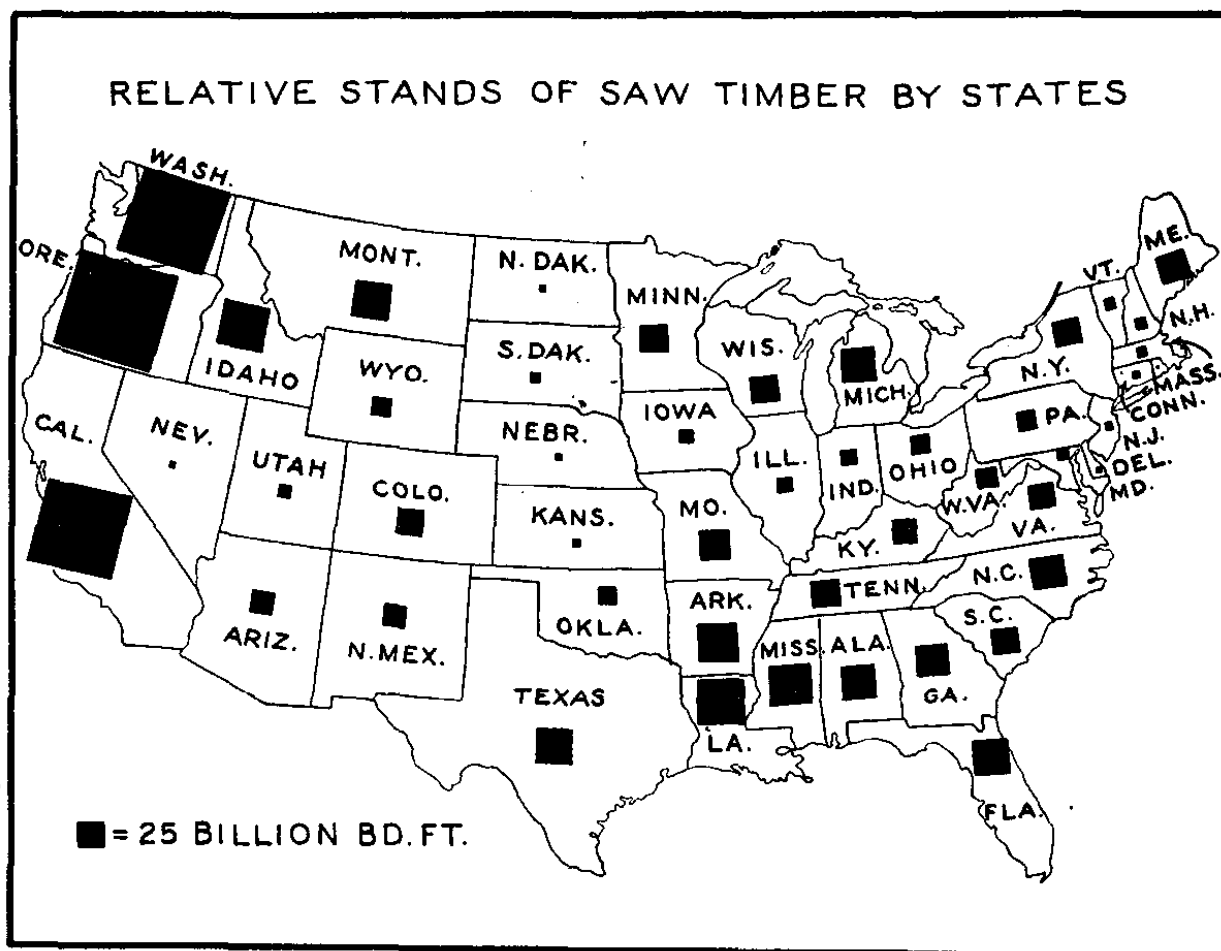 RELATIVE STANDS OF SAW TIMBER BY STATES
WASH.
ORE.
MONT.
N. DAK.
MINN.
ME.
VT.
N.H.
IDAHO
WYO.
S. DAK.
WIS.
MICH.
N.Y.
MASS.
CONN.
CAL.
NEV.
UTAH
COLO.
NEBR.
IOWA
ILL.
IND.
OHIO
PA.
N.J.
DEL.
MD.
KANS.
MO.
KY.
W.VA.
VA.
ARIZ.
N.MEX.
OKLA.
ARK.
TENN.
N.C.
S.C.
TEXAS
LA.
MISS.
ALA.
GA.
FLA.
= 25 BILLION BD. FT.